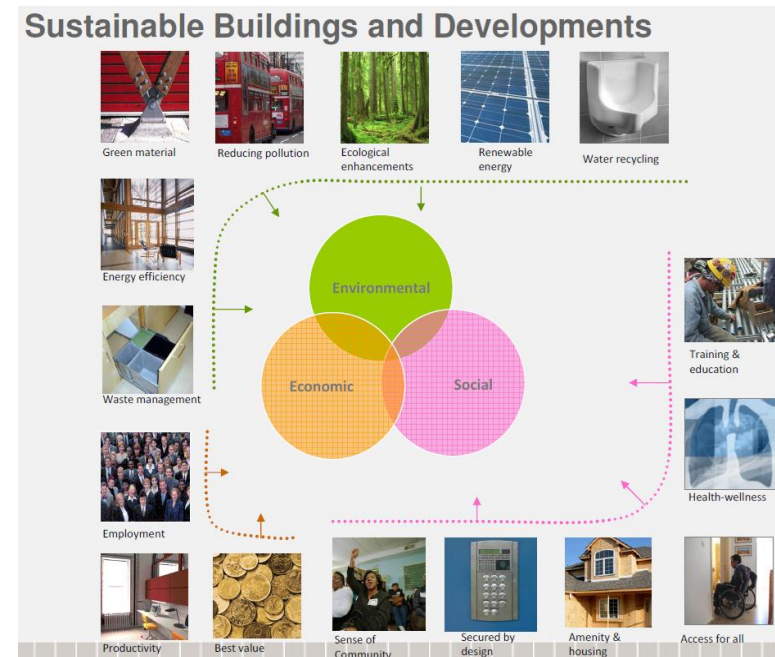 Sustainable Buildings and Developments
Green material
Reducing pollution
Ecological
enhancements
Renewable
energy
Water recycling
Energy efficiency
Waste management
Environmental
Economic
Social
Training &
education
Health-wellness
Employment
Productivity
Best value
Sense of
Community
Secured by
design
Amenity &
housing
Access for all